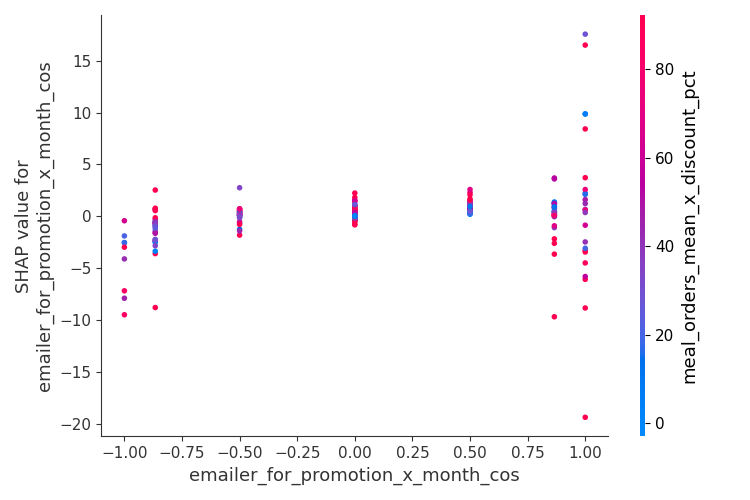 SHAP value for
emailer_for_promotion_x_month_cos
15
10
5
0
−5
−10
−15
−20
−1.00 −0.75 −0.50 −0.25 0.00 0.25 0.50 0.75 1.00
emailer_for_promotion_x_month_cos
80
60
40
20
0
meal_orders_mean_x_discount_pct